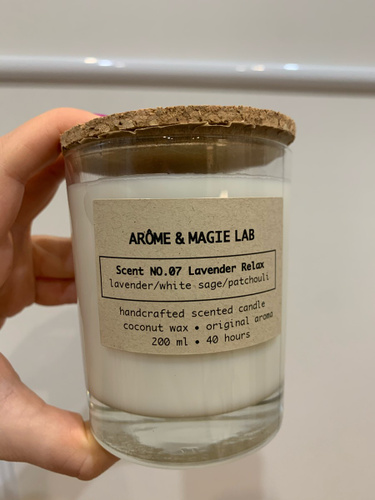 ARÔME & MAGIE LAB
Scent NO.07 Lavender Relax
lavender/white sage/patchouli
handcrafted scented candle
coconut wax • original aroma
200 ml • 40 hours